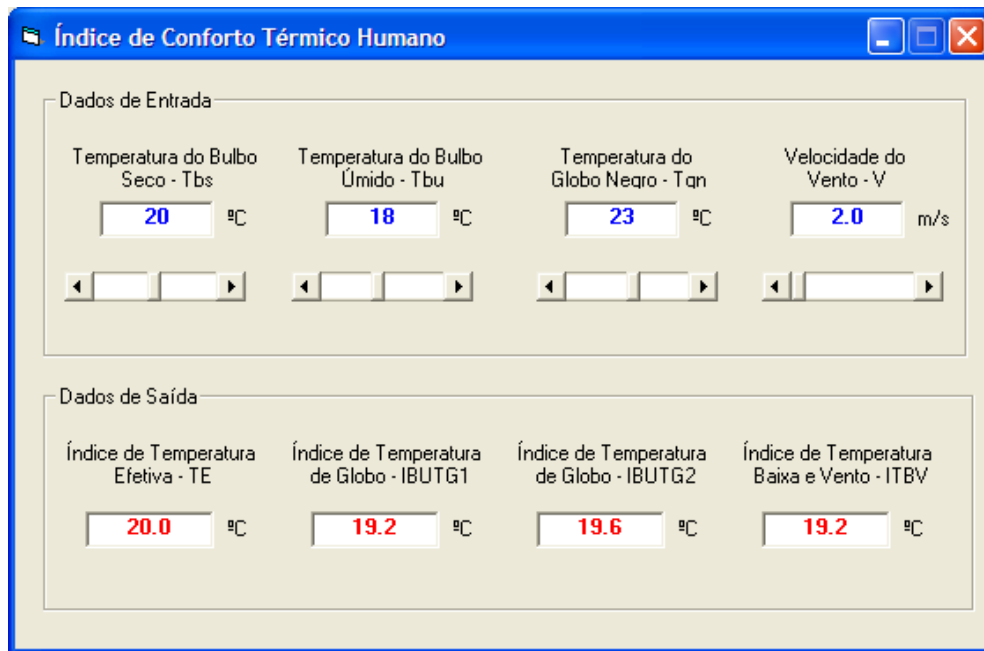 Índice de Conforto Térmico Humano
Dados de Entrada
Temperatura do Bulbo
Seco - Tbs
Temperatura do Bulbo
Úmido - Tbu
Temperatura do
Globo Negro - Tgn
Velocidade do
Vento - V
20 ºC
18 ºC
23 ºC
2.0 m/s
Dados de Saída
Índice de Temperatura
Efetiva - TE
Índice de Temperatura
de Globo - IBUTG1
Índice de Temperatura
de Globo - IBUTG2
Índice de Temperatura
Baixa e Vento - ITBV
20.0 ºC
19.2 ºC
19.6 ºC
19.2 ºC